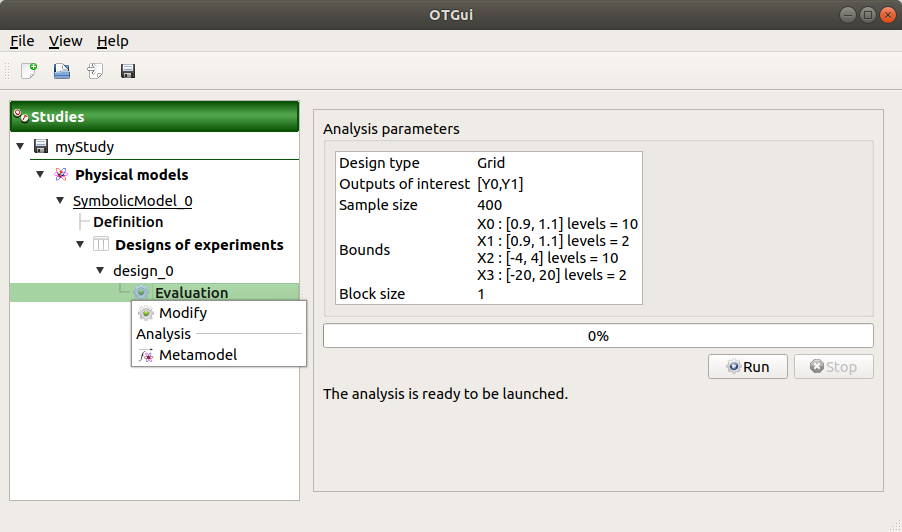 OTGui
File View Help
Studies
myStudy
Physical models
SymbolicModel_0
Definition
Designs of experiments
design_0
Evaluation
Modify
Analysis
Metamodel
Analysis parameters
Design type Grid
Outputs of interest [Y0,Y1]
Sample size 400
Bounds
X0 : [0.9, 1.1] levels = 10
X1 : [0.9, 1.1] levels = 2
X2 : [-4, 4] levels = 10
X3 : [-20, 20] levels = 2
Block size 1
0%
Run Stop
The analysis is ready to be launched.